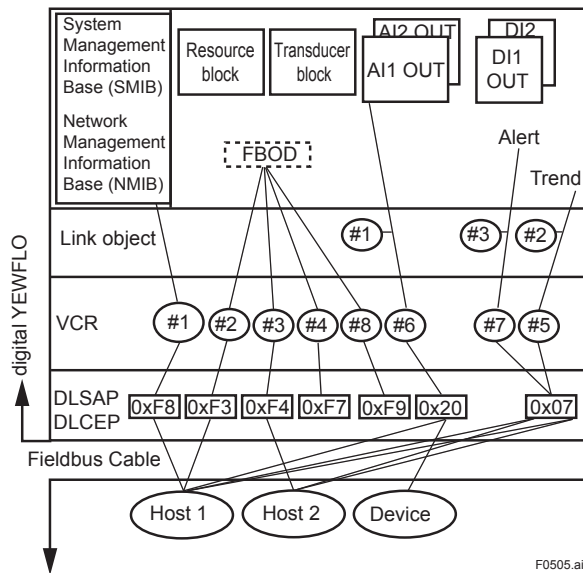 System
Management
Information
Base (SMIB)
Network
Management
Information
Base (NMIB)
Resource
block
Transducer
block
AI2 OUT
AI1 OUT
DI2
DI1
OUT
FBOD
Alert
Trend
Link object
#1
#3
#2
digital YEWFLO
VCR
#1
#2
#3
#4
#8
#6
#7
#5
DLSAP
DLCEP
0xF8
0xF3
0xF4
0xF7
0xF9
0x20
0x07
Fieldbus Cable
Host 1
Host 2
Device
F0505.ai